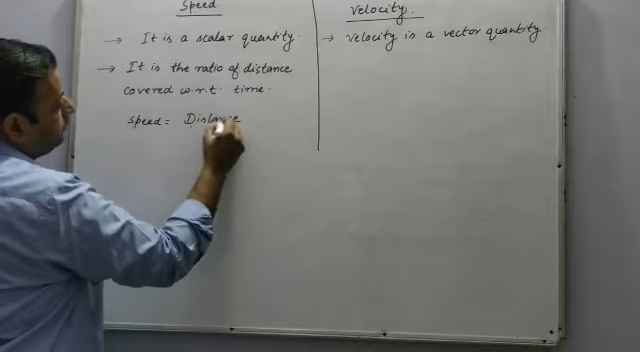 Speed
→ It is a scalar quantity.
→ It is the ratio of distance
covered w.r.t. time.
Speed = Distance
Velocity.
→ Velocity is a vector quantity.